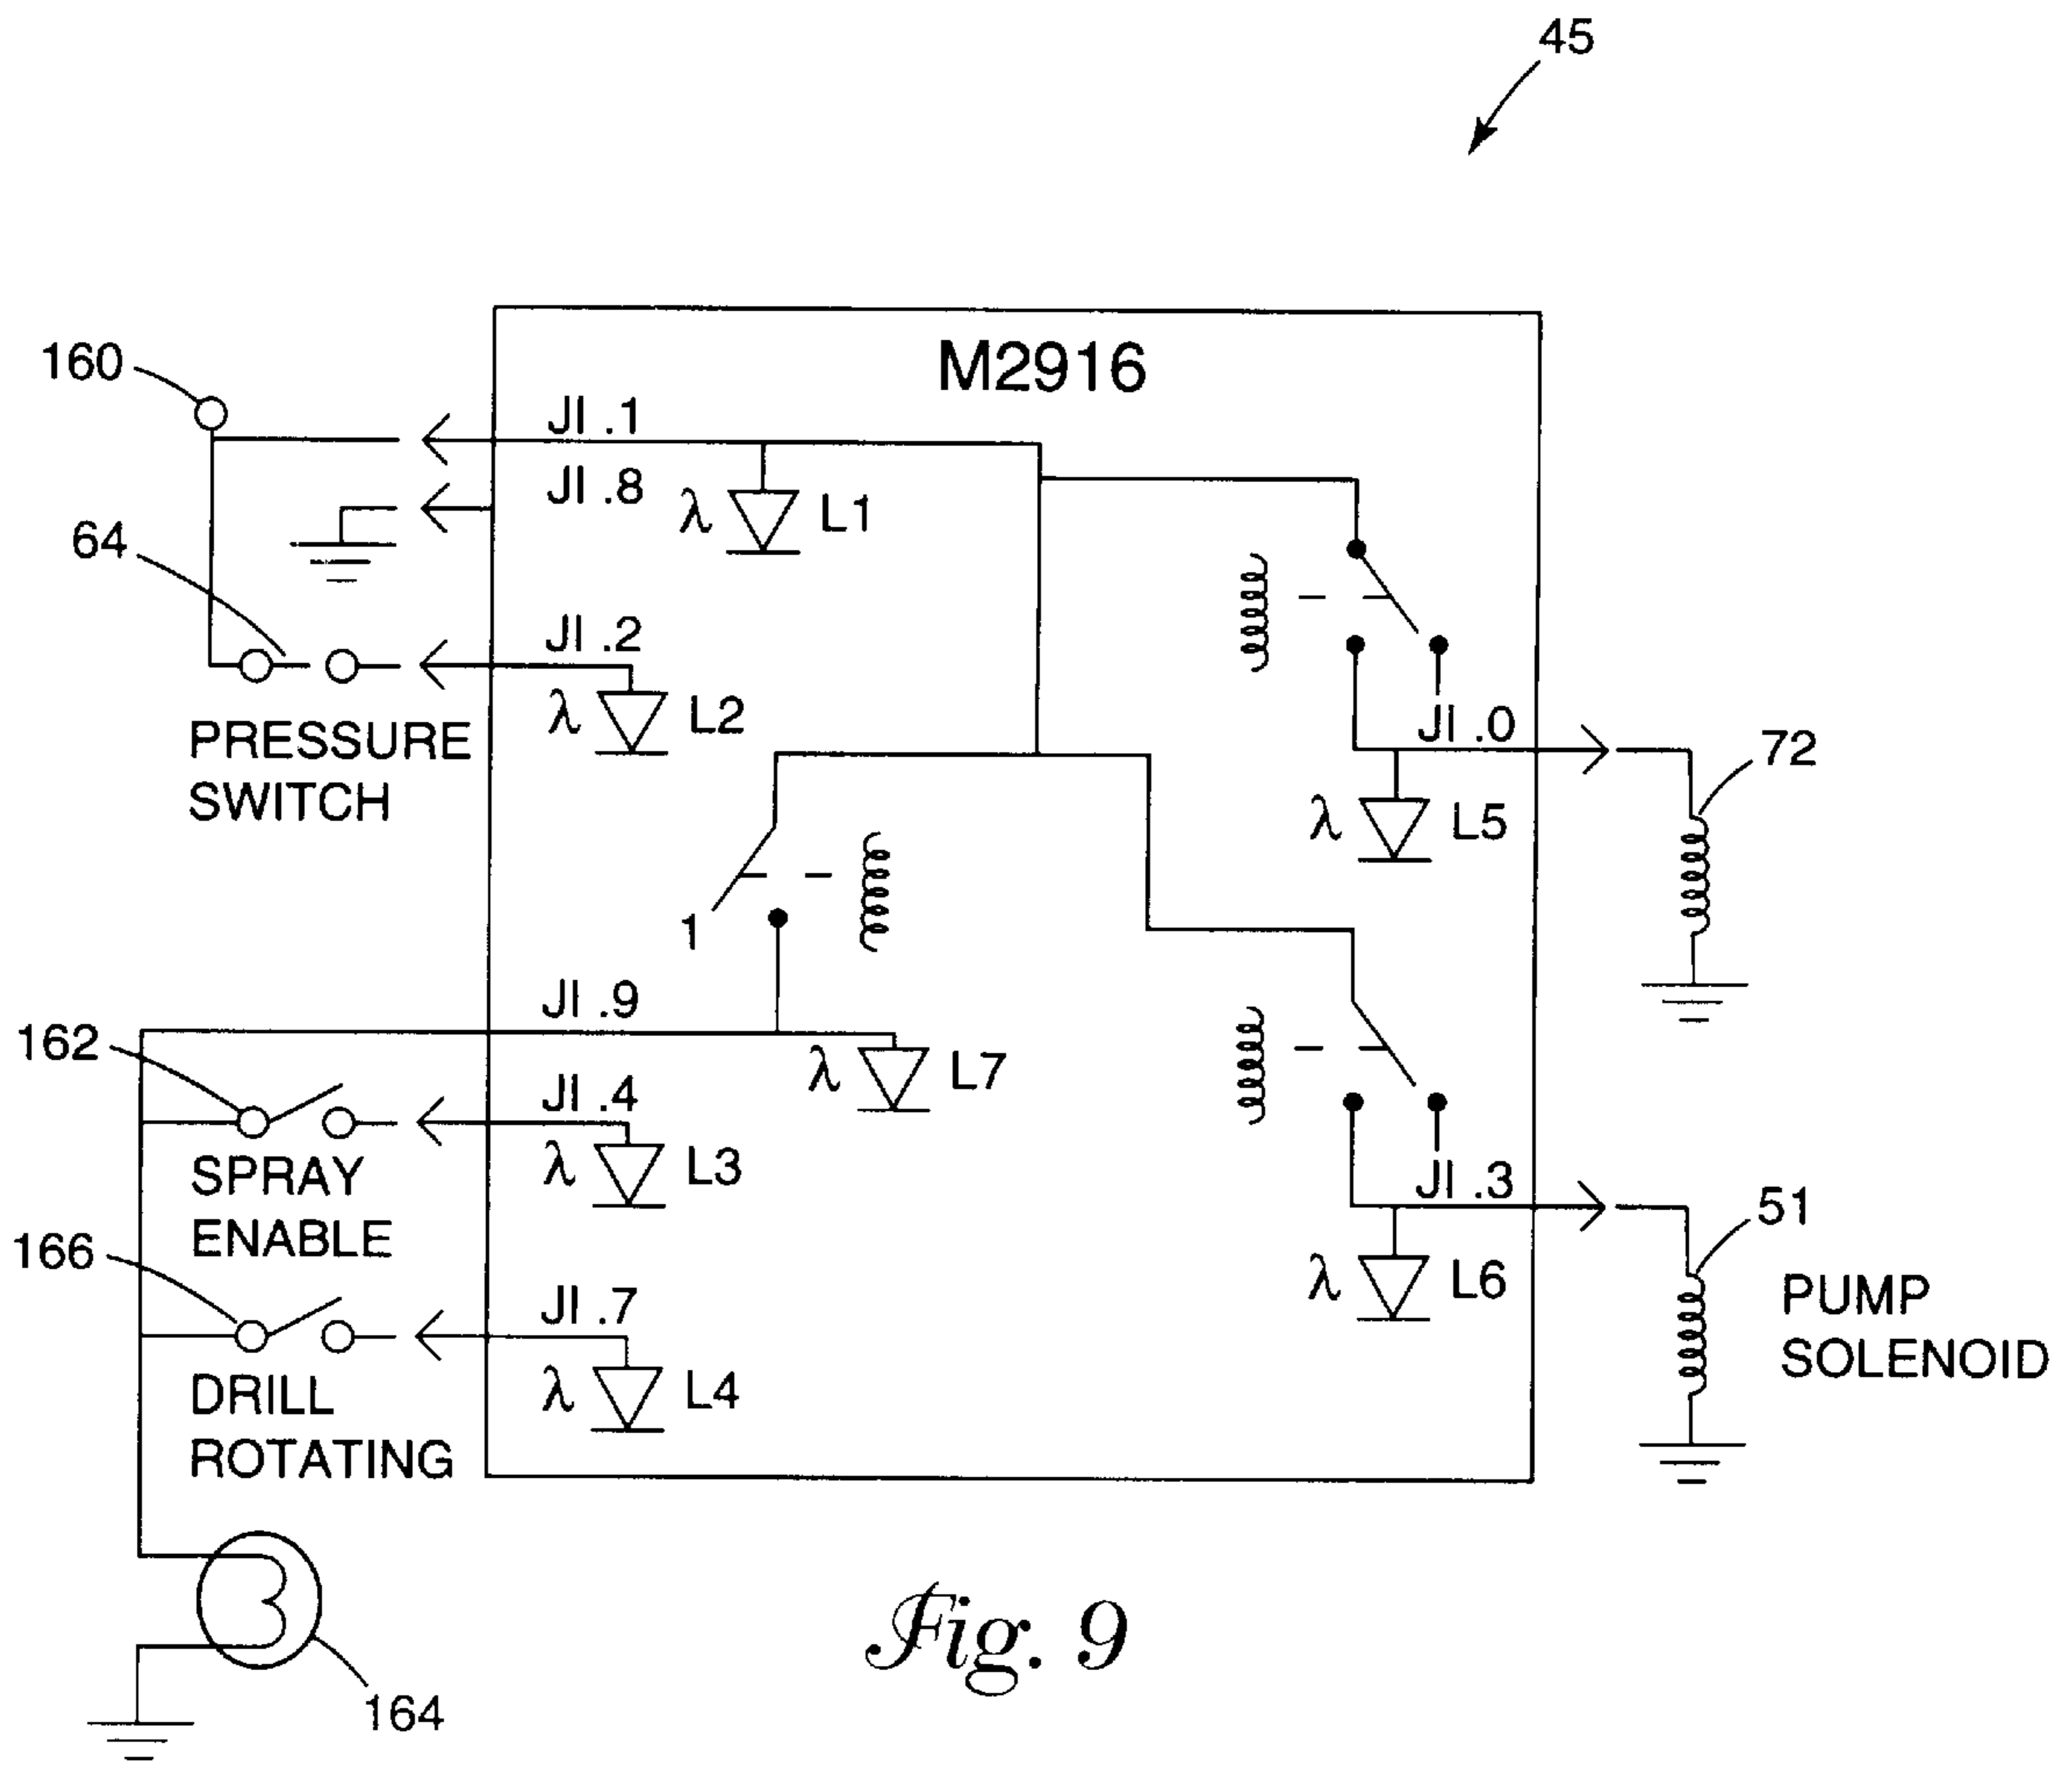 45
M2916
160
JI .1
JI .8
λ L1
64
JI .2
λ L2
PRESSURE
SWITCH
JI .0
72
λ L5
1
JI .9
162
λ L7
JI .4
λ L3
SPRAY
ENABLE
JI .3
51
166
λ L6
PUMP
SOLENOID
JI .7
λ L4
DRILL
ROTATING
164
Fig. 9